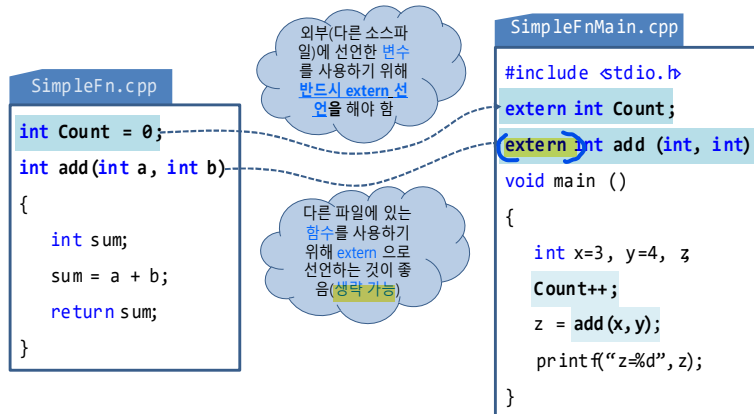 SimpleFn.cpp
int Count = 0;
int add(int a, int b)
{
int sum;
sum = a + b;
return sum;
}
외부(다른 소스파
일)에 선언한 변수
를 사용하기 위해
반드시 extern 선
언을 해야 함
다른 파일에 있는
함수를 사용하기
위해 extern 으로
선언하는 것이 좋
음(생략 가능)
SimpleFnMain.cpp
#include <stdio.h>
extern int Count;
extern int add (int, int)
void main ()
{
int x=3, y=4, z;
Count++;
z = add(x,y);
printf(“z=%d”, z);
}